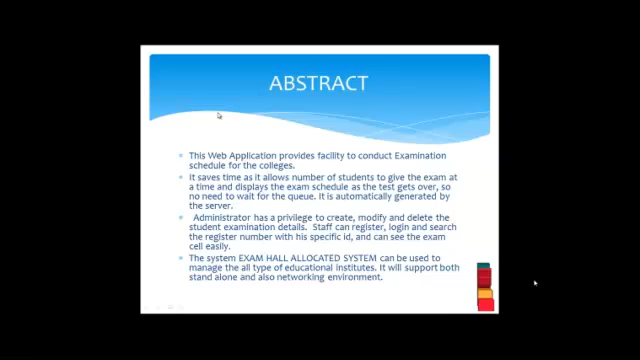 ABSTRACT
This Web Application provides facility to conduct Examination
schedule for the colleges.
It saves time as it allows number of students to give the exam at
a time and displays the exam schedule as the test gets over, so
no need to wait for the queue. It is automatically generated by
the server.
Administrator has a privilege to create, modify and delete the
student examination details. Staff can register, login and search
the register number with his specific id, and can see the exam
cell easily.
The system EXAM HALL ALLOCATED SYSTEM can be used to
manage the all type of educational institutes. It will support both
stand alone and also networking environment.